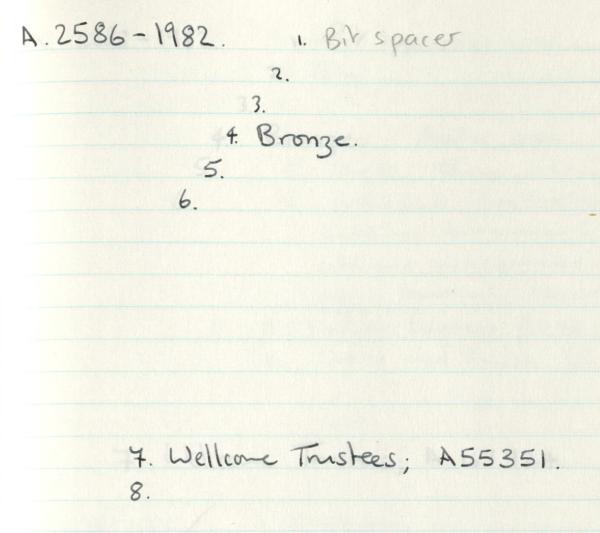 A.2586-1982. 1. Bit spacer
2.
3.
4. Bronze.
5.
6.
7. Wellcome Trustees; A55351.
8.